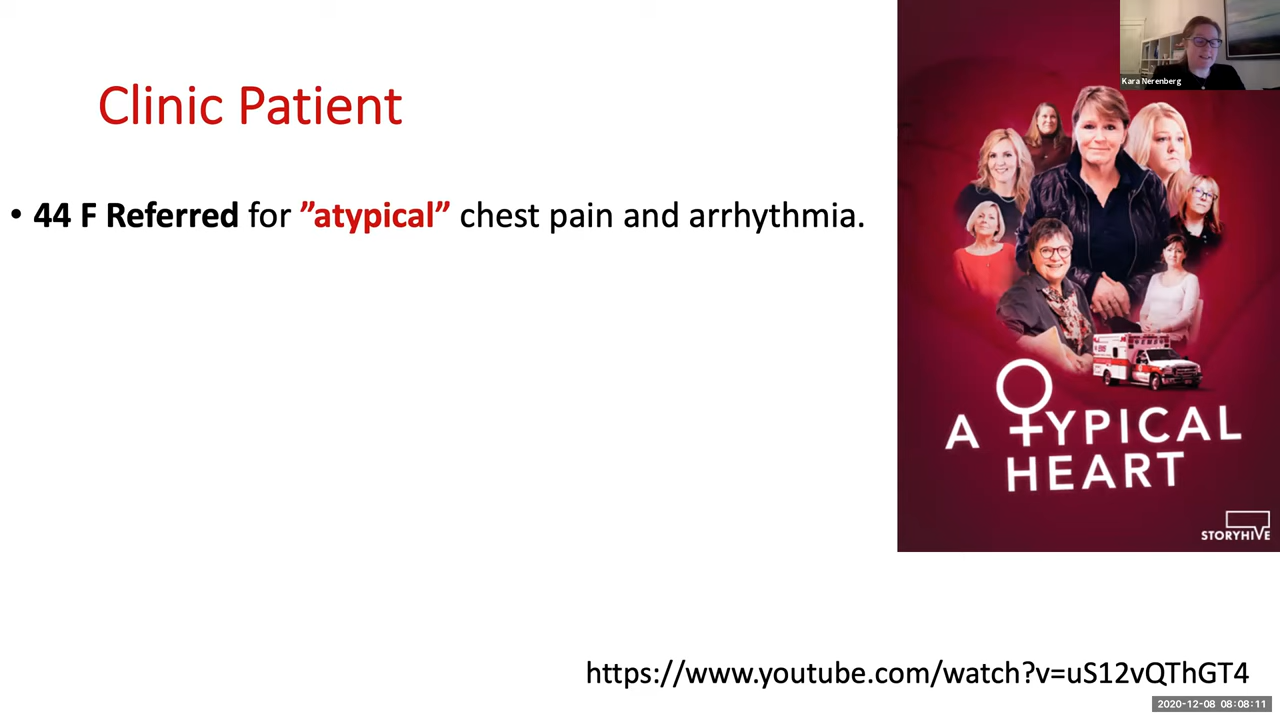 Clinic Patient
• 44 F Referred for ”atypical” chest pain and arrhythmia.
Kara Nerenberg
A TYPICAL
HEART
STORYHIVE
https://www.youtube.com/watch?v=uS12vQThGT4
2020-12-08 08:08:11